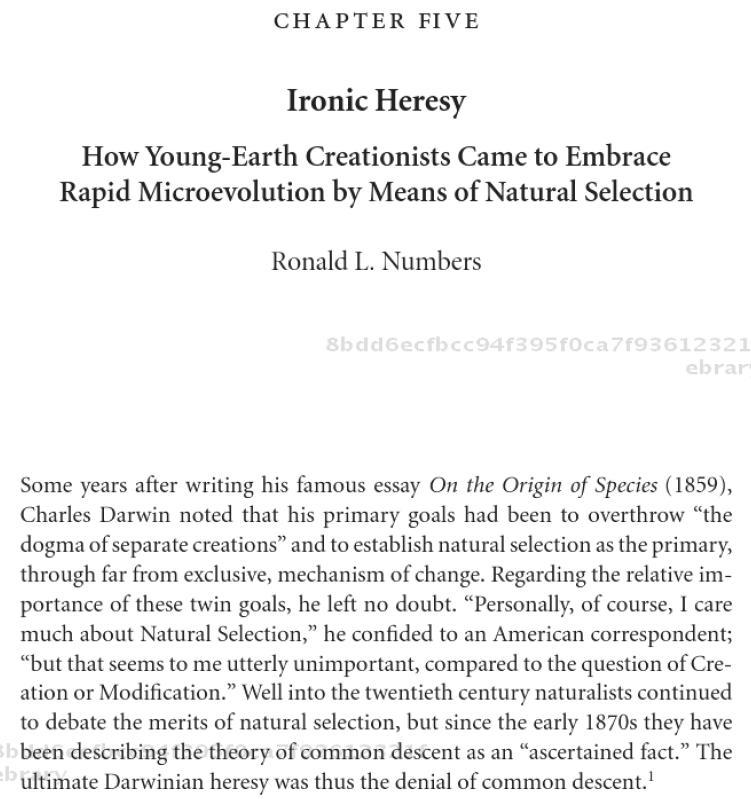 CHAPTER FIVE
Ironic Heresy
How Young-Earth Creationists Came to Embrace
Rapid Microevolution by Means of Natural Selection
Ronald L. Numbers
8bdd6ecfbcc94f395f0ca7f93612321
ebrary
Some years after writing his famous essay On the Origin of Species (1859),
Charles Darwin noted that his primary goals had been to overthrow “the
dogma of separate creations” and to establish natural selection as the primary,
through far from exclusive, mechanism of change. Regarding the relative im-
portance of these twin goals, he left no doubt. “Personally, of course, I care
much about Natural Selection,” he confided to an American correspondent;
“but that seems to me utterly unimportant, compared to the question of Cre-
ation or Modification.” Well into the twentieth century naturalists continued
to debate the merits of natural selection, but since the early 1870s they have
been describing the theory of common descent as an “ascertained fact.” The
ultimate Darwinian heresy was thus the denial of common descent.1
ebrary